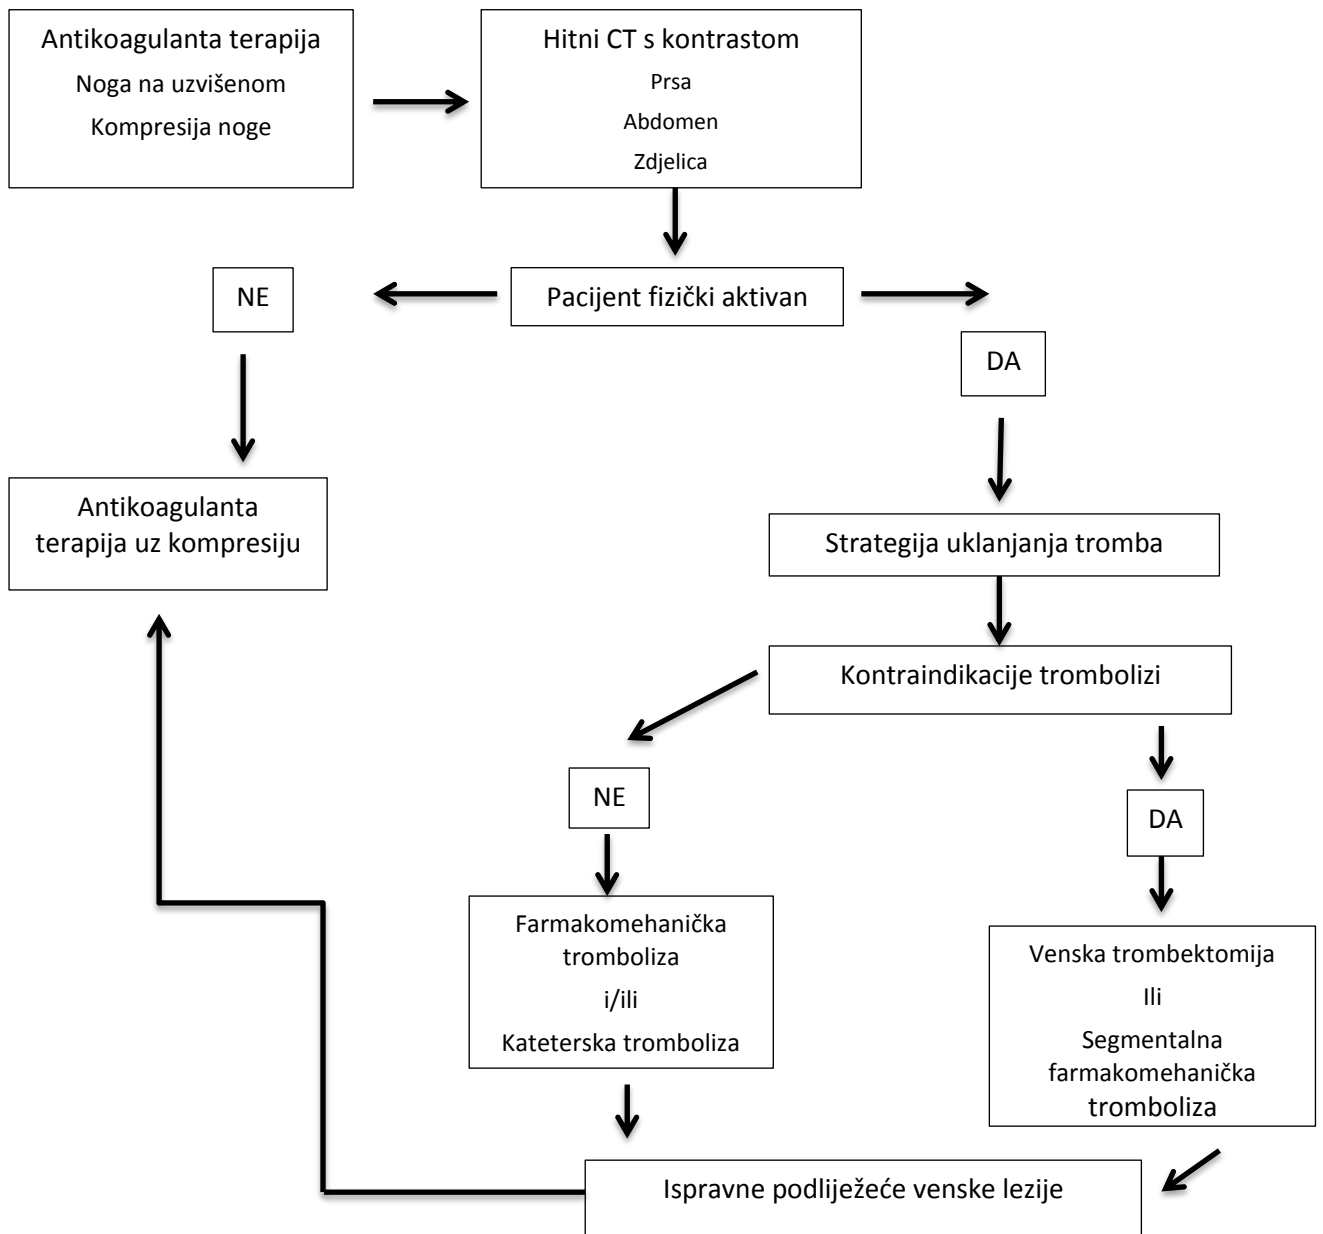 Antikoagulanta terapija
Noga na uzvišenom
Kompresija noge
Hitni CT s kontrastom
Prsa
Abdomen
Zdjelica
NE
Pacijent fizički aktivan
DA
Antikoagulanta
terapija uz kompresiju
Strategija uklanjanja tromba
Kontraindikacije trombolizi
NE
DA
Farmakomehanička
tromboliza
i/ili
Kateterska tromboliza
Venska trombektomija
Ili
Segmentalna
farmakomehanička
tromboliza
Ispravne podliježeće venske lezije